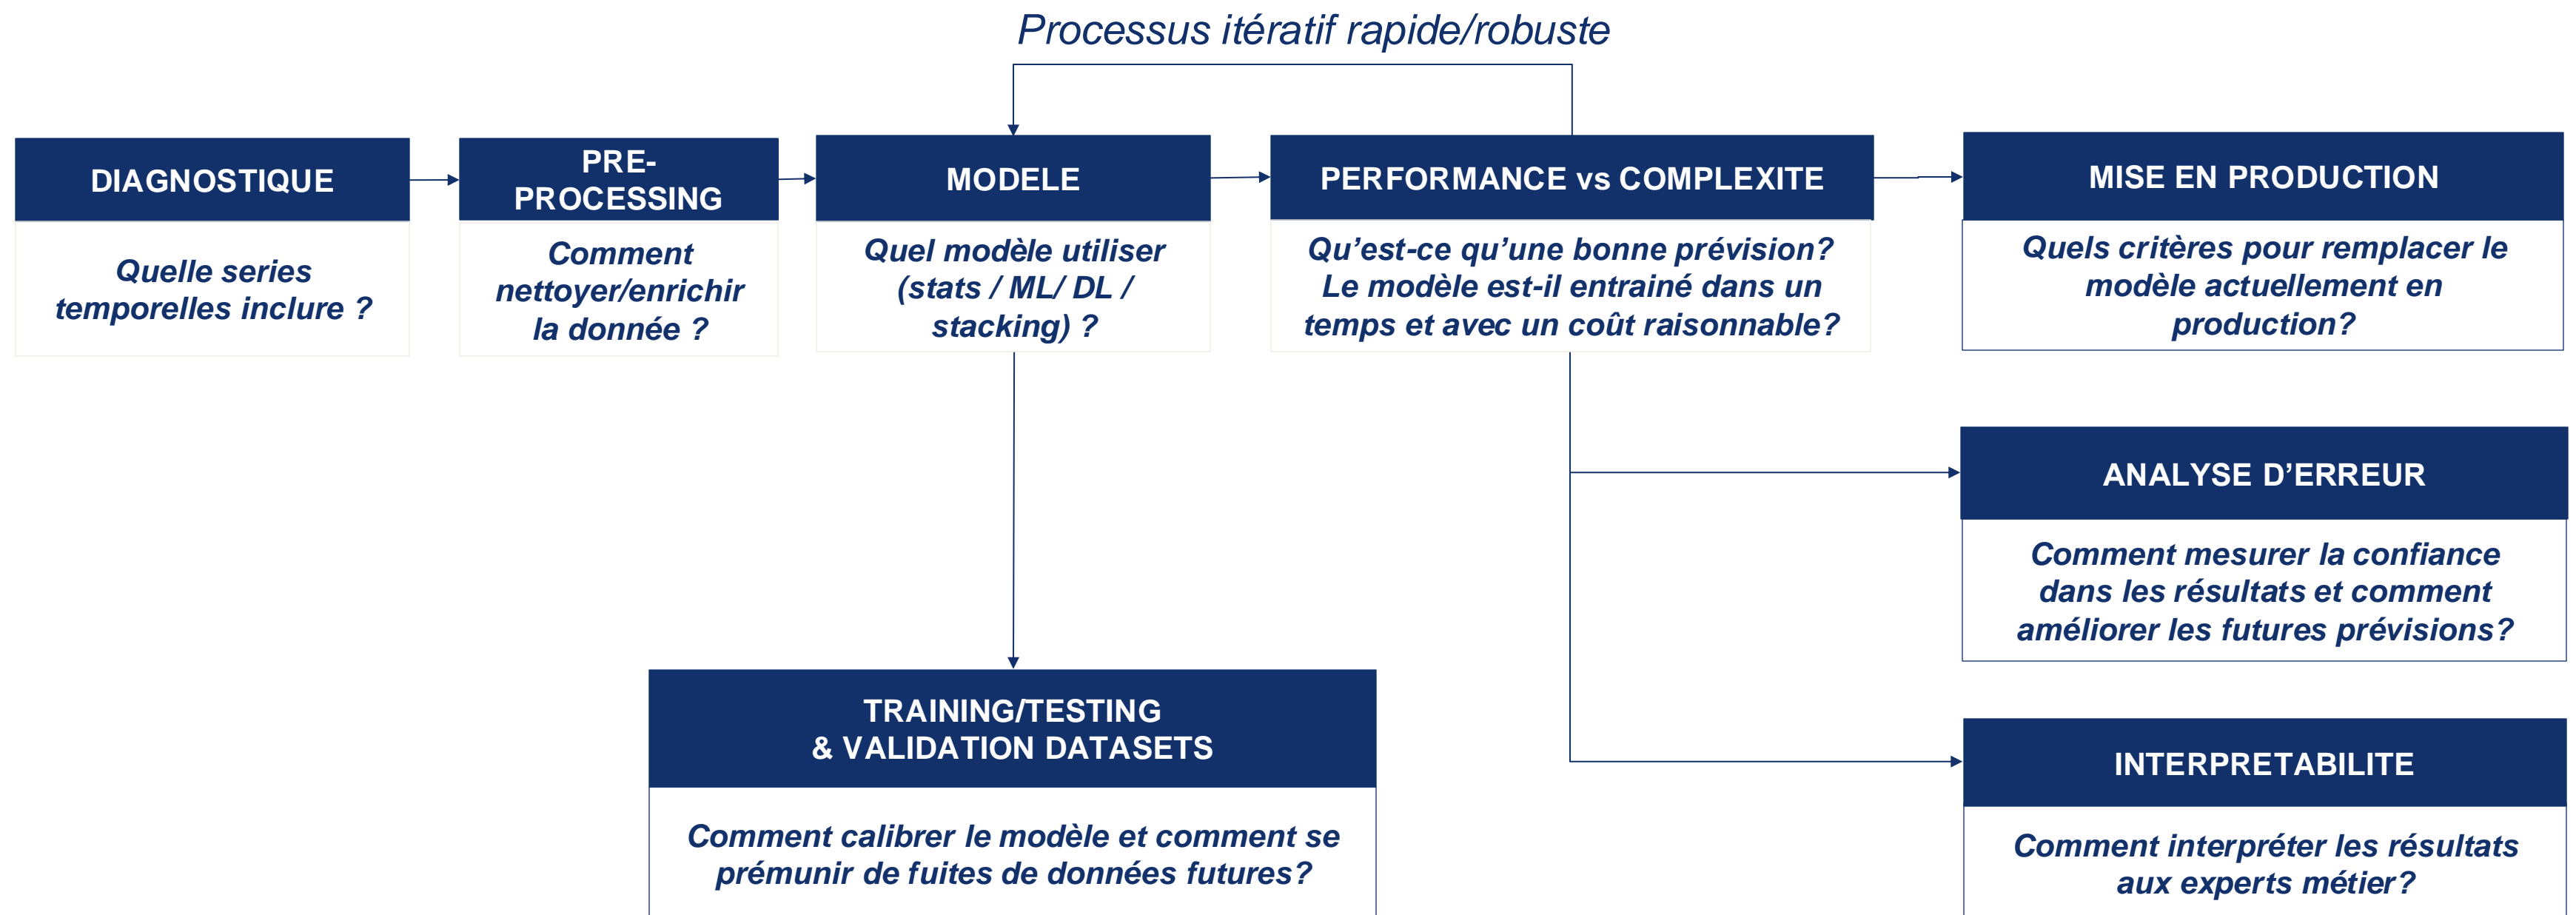 Processus itératif rapide/robuste
DIAGNOSTIQUE
Quelle series
temporelles inclure ?
PRE-
PROCESSING
Comment
nettoyer/enrichir
la donnée ?
MODELE
Quel modèle utiliser
(stats / ML/ DL /
stacking) ?
PERFORMANCE vs COMPLEXITE
Qu’est-ce qu’une bonne prévision?
Le modèle est-il entrainé dans un
temps et avec un coût raisonnable?
MISE EN PRODUCTION
Quels critères pour remplacer le
modèle actuellement en
production?
ANALYSE D’ERREUR
Comment mesurer la confiance
dans les résultats et comment
améliorer les futures prévisions?
TRAINING/TESTING
& VALIDATION DATASETS
Comment calibrer le modèle et comment se
prémunir de fuites de données futures?
INTERPRETABILITE
Comment interpréter les résultats
aux experts métier?